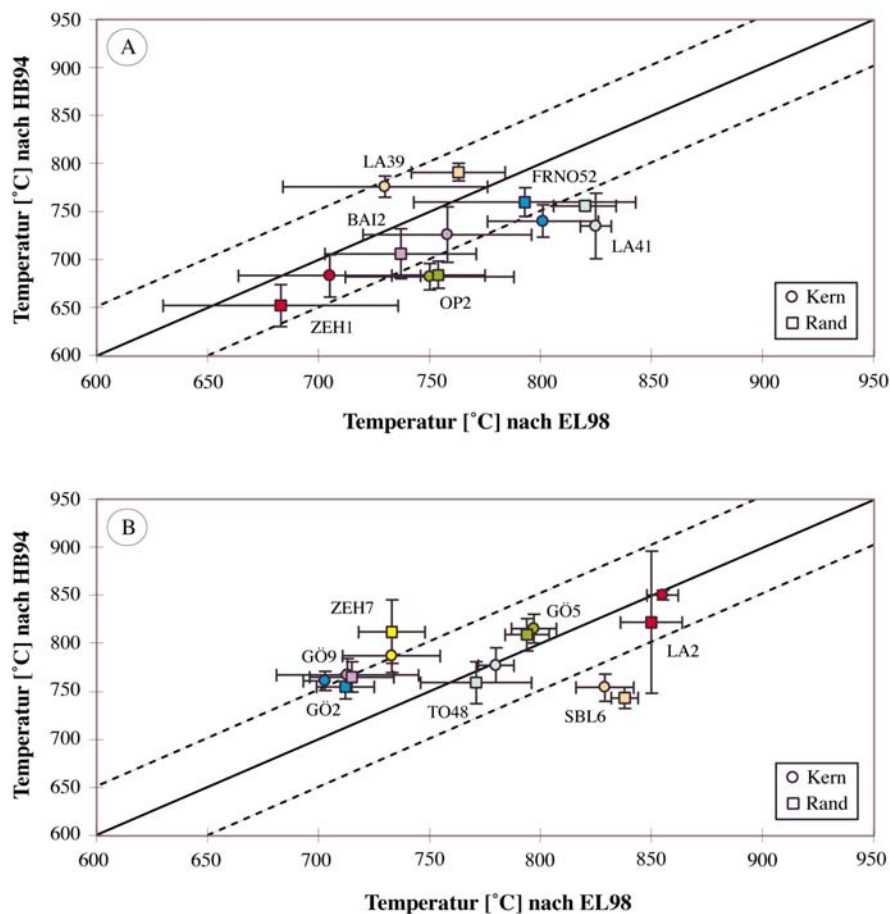 A
Temperatur [˚C] nach HB94
950
900
850
800
750
700
650
600
LA39
FRNO52
BAI2
LA41
OP2
ZEH1
Kern
Rand
600 650 700 750 800 850 900 950
Temperatur [˚C] nach EL98
B
Temperatur [˚C] nach HB94
950
900
850
800
750
700
650
600
ZEH7
GÖ5
GÖ9
LA2
GÖ2
TO48
SBL6
Kern
Rand
600 650 700 750 800 850 900 950
Temperatur [˚C] nach EL98